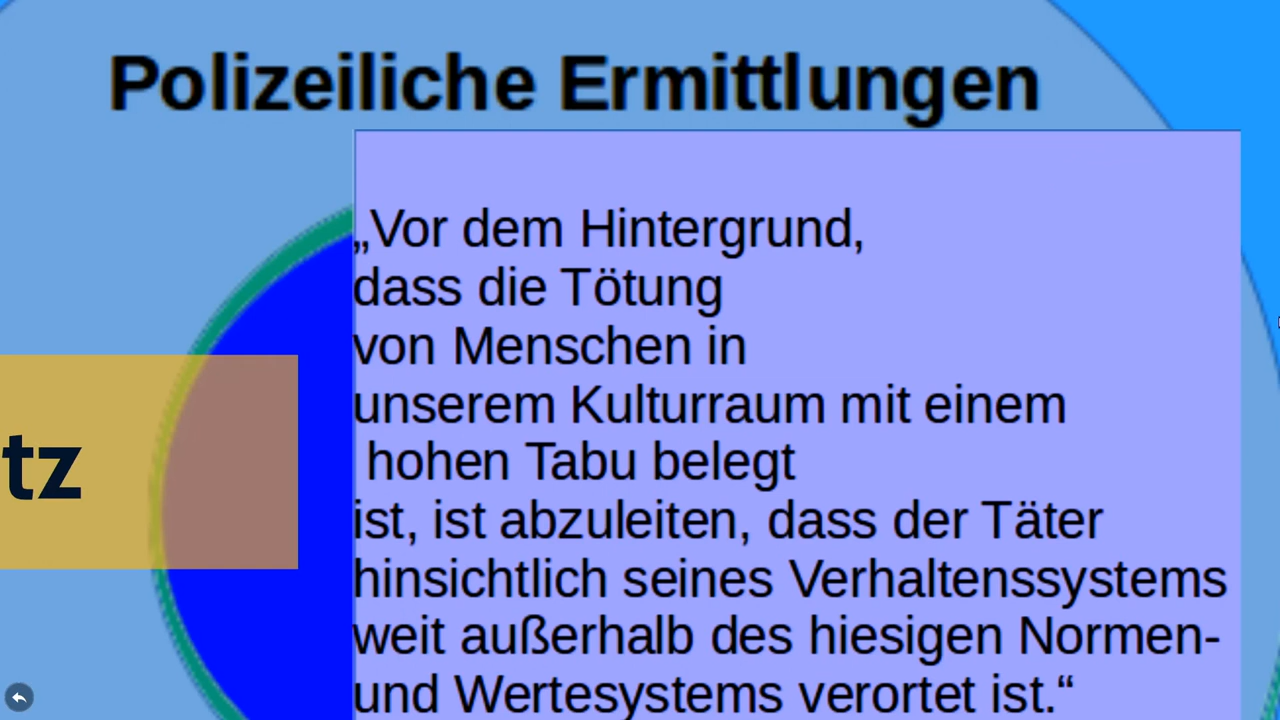 Polizeiliche Ermittlungen
„Vor dem Hintergrund,
dass die Tötung
von Menschen in
unserem Kulturraum mit einem
hohen Tabu belegt
ist, ist abzuleiten, dass der Täter
hinsichtlich seines Verhaltenssystems
weit außerhalb des hiesigen Normen-
und Wertesystems verortet ist.“
tz